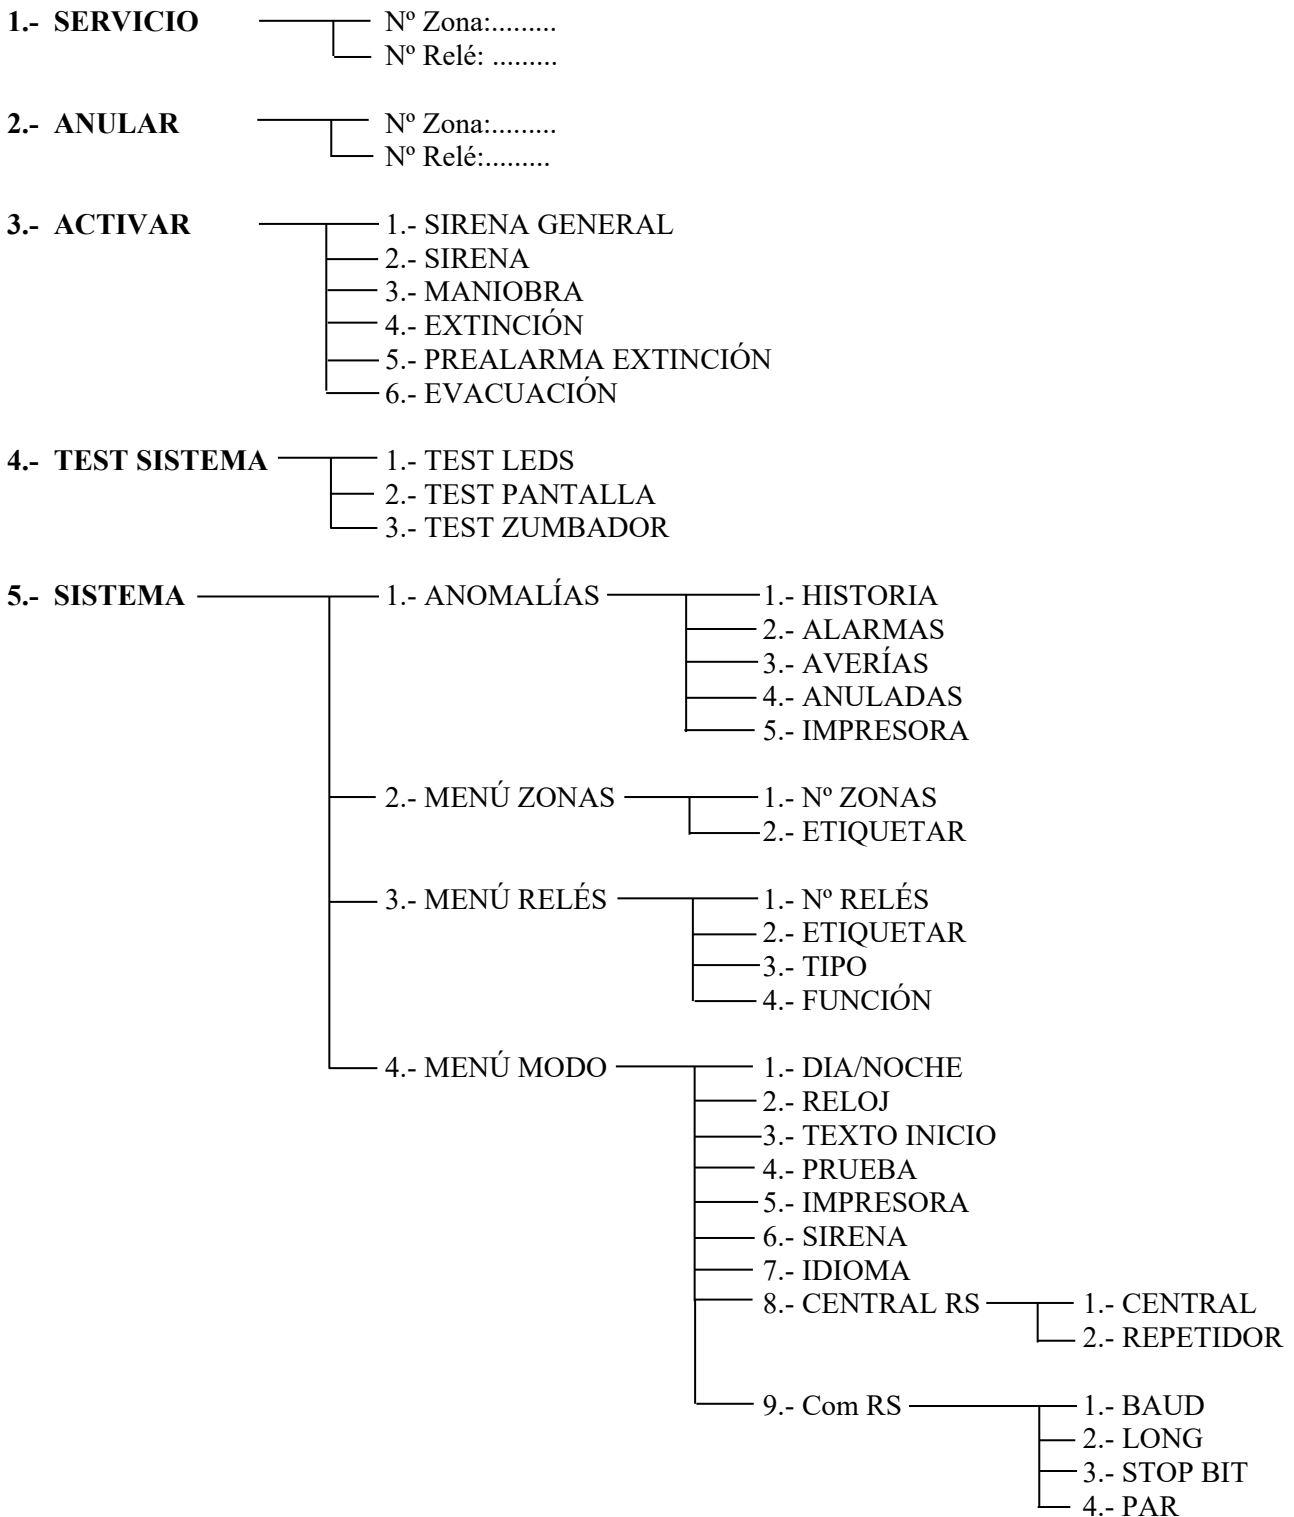 1.- SERVICIO Nº Zona:.........
Nº Relé: .........
2.- ANULAR Nº Zona:.........
Nº Relé:.........
3.- ACTIVAR 1.- SIRENA GENERAL
2.- SIRENA
3.- MANIOBRA
4.- EXTINCIÓN
5.- PREALARMA EXTINCIÓN
6.- EVACUACIÓN
4.- TEST SISTEMA 1.- TEST LEDS
2.- TEST PANTALLA
3.- TEST ZUMBADOR
5.- SISTEMA 1.- ANOMALÍAS 1.- HISTORIA
2.- ALARMAS
3.- AVERÍAS
4.- ANULADAS
5.- IMPRESORA
2.- MENÚ ZONAS 1.- Nº ZONAS
2.- ETIQUETAR
3.- MENÚ RELÉS 1.- Nº RELÉS
2.- ETIQUETAR
3.- TIPO
4.- FUNCIÓN
4.- MENÚ MODO 1.- DIA/NOCHE
2.- RELOJ
3.- TEXTO INICIO
4.- PRUEBA
5.- IMPRESORA
6.- SIRENA
7.- IDIOMA
8.- CENTRAL RS 1.- CENTRAL
2.- REPETIDOR
9.- Com RS 1.- BAUD
2.- LONG
3.- STOP BIT
4.- PAR